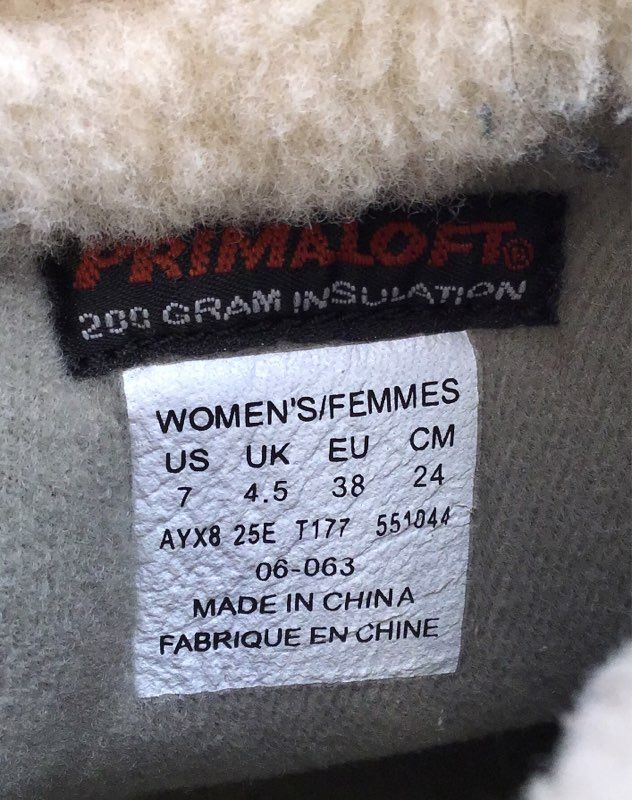 PRIMALOFT®
200 GRAM INSULATION
WOMEN'S/FEMMES
US UK EU CM
7 4.5 38 24
AYX8 25E T177 551044
06-063
MADE IN CHINA
FABRIQUE EN CHINE